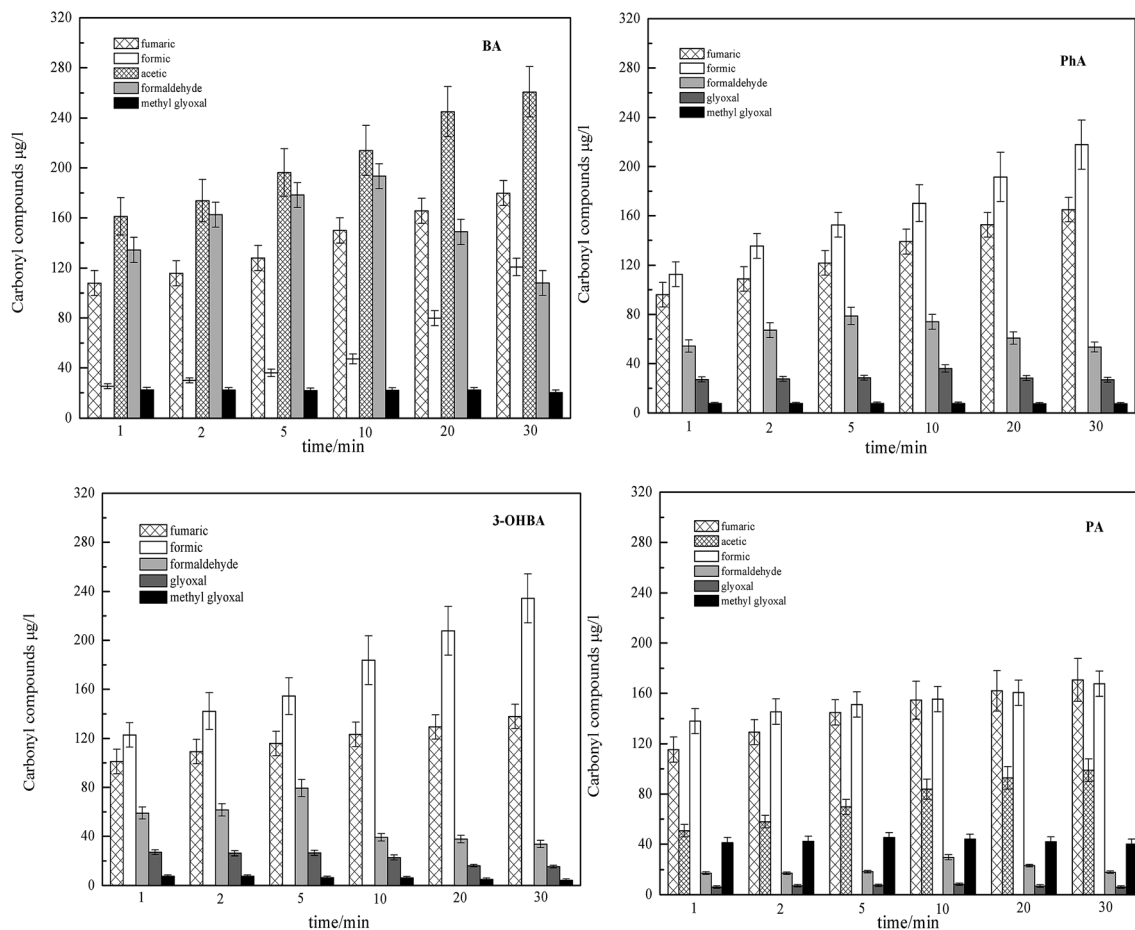 BA
fumaric
formic
acetic
formaldehyde
methyl glyoxal
Carbonyl compounds μg/l
320
280
240
200
160
120
80
40
0
1 2 5 10 20 30
time/min
PhA
fumaric
formic
formaldehyde
glyoxal
methyl glyoxal
Carbonyl compounds μg/l
320
280
240
200
160
120
80
40
0
1 2 5 10 20 30
time/min
3-OHBA
fumaric
formic
formaldehyde
glyoxal
methyl glyoxal
Carbonyl compounds μg/l
320
280
240
200
160
120
80
40
0
1 2 5 10 20 30
time/min
PA
fumaric
acetic
formic
formaldehyde
glyoxal
methyl glyoxal
Carbonyl compounds μg/l
320
280
240
200
160
120
80
40
0
1 2 5 10 20 30
time/min